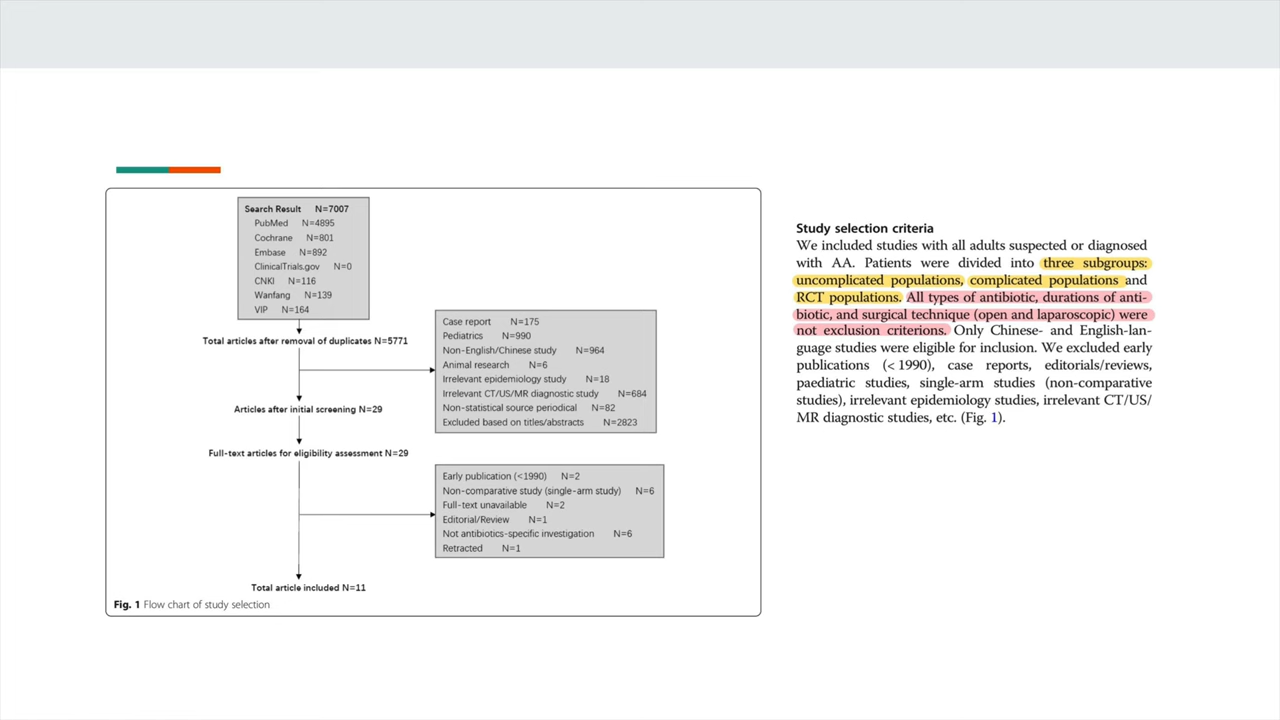 Search Result N=7007
PubMed N=4895
Cochrane N=801
Embase N=892
ClinicalTrials.gov N=0
CNKI N=116
Wanfang N=139
VIP N=164
Total articles after removal of duplicates N=5771
Case report N=175
Pediatrics N=990
Non-English/Chinese study N=964
Animal research N=6
Irrelevant epidemiology study N=18
Irrelevant CT/US/MR diagnostic study N=684
Non-statistical source periodical N=82
Excluded based on titles/abstracts N=2823
Articles after initial screening N=29
Full-text articles for eligibility assessment N=29
Early publication (<1990) N=2
Non-comparative study (single-arm study) N=6
Full-text unavailable N=2
Editorial/Review N=1
Not antibiotics-specific investigation N=6
Retracted N=1
Total article included N=11
Fig. 1 Flow chart of study selection
Study selection criteria
We included studies with all adults suspected or diagnosed
with AA. Patients were divided into three subgroups:
uncomplicated populations, complicated populations and
RCT populations. All types of antibiotic, durations of anti-
biotic, and surgical technique (open and laparoscopic) were
not exclusion criterions. Only Chinese- and English-lan-
guage studies were eligible for inclusion. We excluded early
publications (< 1990), case reports, editorials/reviews,
paediatric studies, single-arm studies (non-comparative
studies), irrelevant epidemiology studies, irrelevant CT/US/
MR diagnostic studies, etc. (Fig. 1).